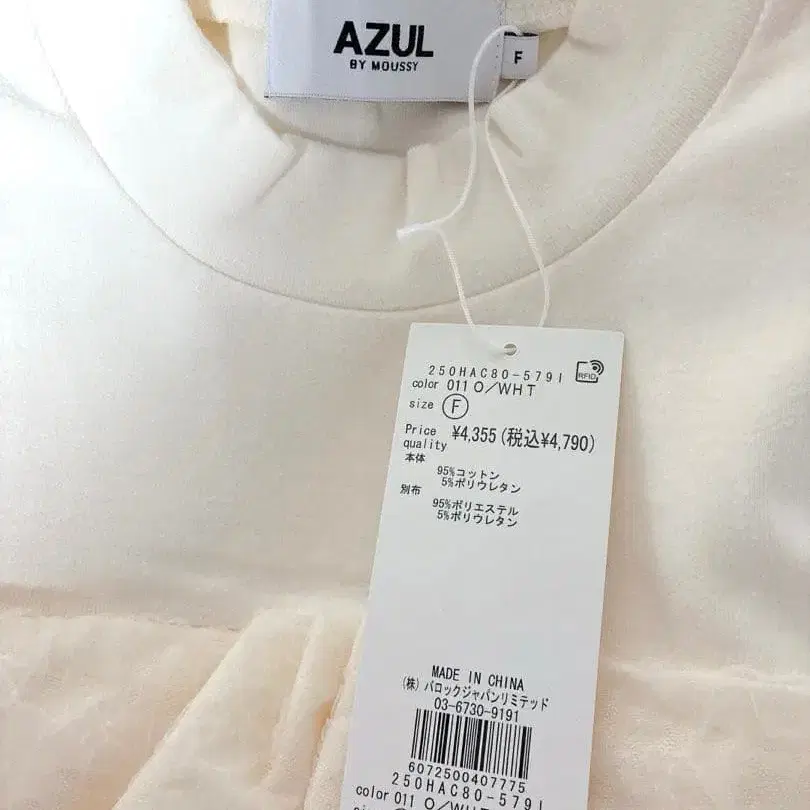 AZUL
BY MOUSSY
F
250HAC80-5791
RFID
color 011 O/WHT
size F
Price ¥4,355(税込¥4,790)
quality
本体
95%コットン
5%ポリウレタン
別布
95%ポリエステル
5%ポリウレタン
MADE IN CHINA
(株) バロックジャパンリミテッド
03-6730-9191
6072500407775
250HAC80-5791
color 011 O/WHT